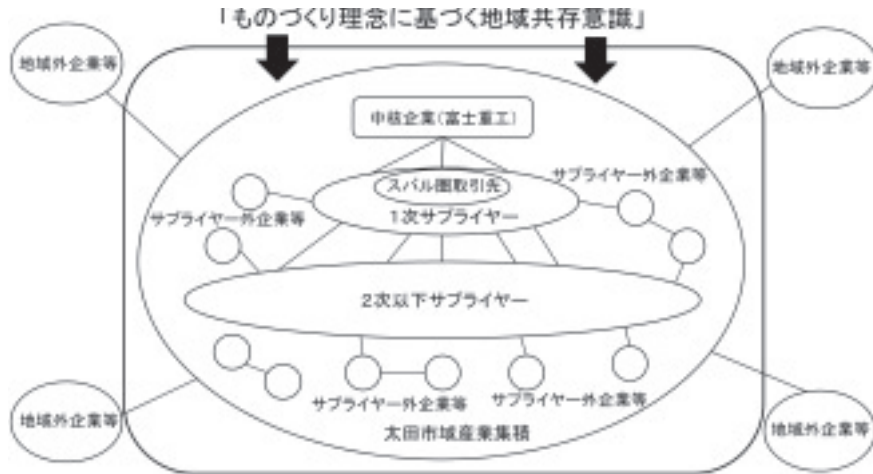 「ものづくり理念に基づく地域共存意識」
地域外企業等
地域外企業等
中核企業(富士重工)
スバル圏取引先
サプライヤー外企業等
1次サプライヤー
サプライヤー外企業等
2次以下サプライヤー
サプライヤー外企業等
サプライヤー外企業等
地域外企業等
地域外企業等
太田市域産業集積